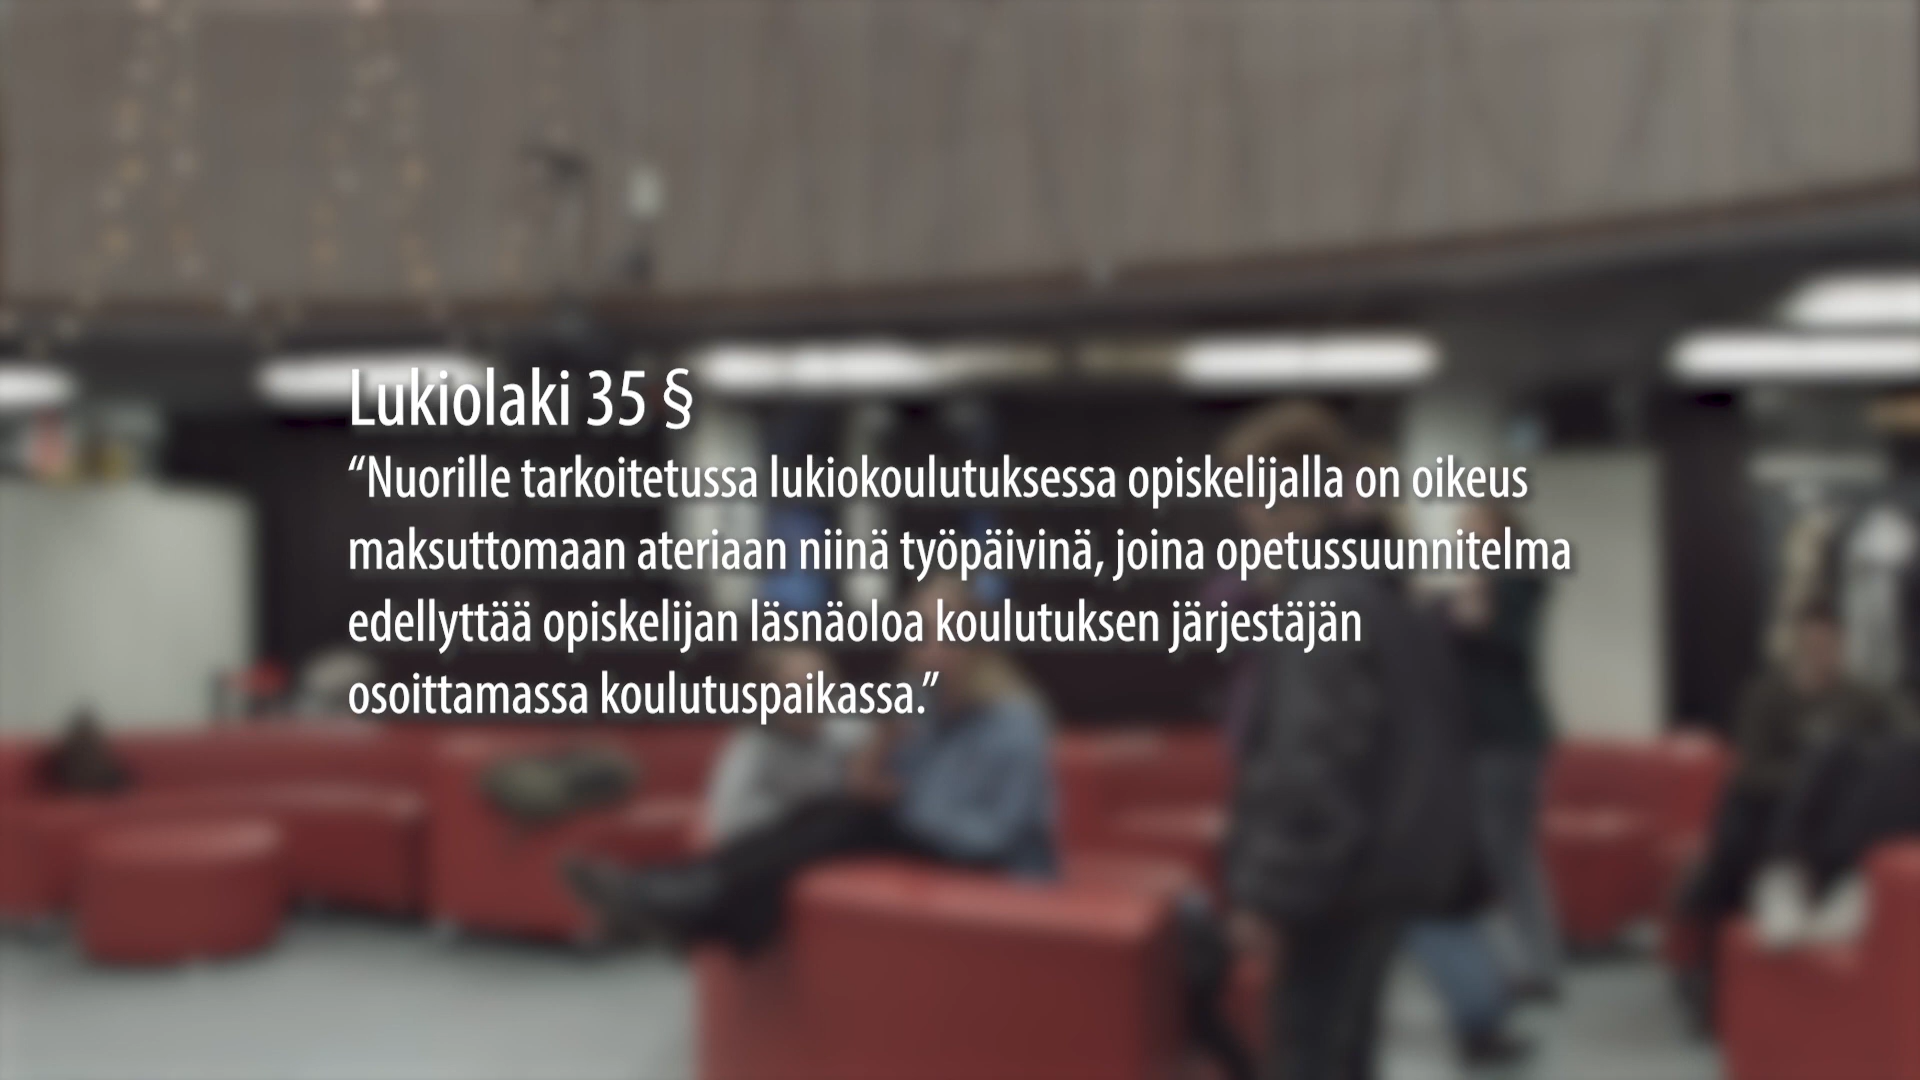 Lukiolaki 35 §
“Nuorille tarkoitetussa lukiokoulutuksessa opiskelijalla on oikeus
maksuttomaan ateriaan niinä työpäivinä, joina opetussuunnitelma
edellyttää opiskelijan läsnäoloa koulutuksen järjestäjän
osoittamassa koulutuspaikassa.”